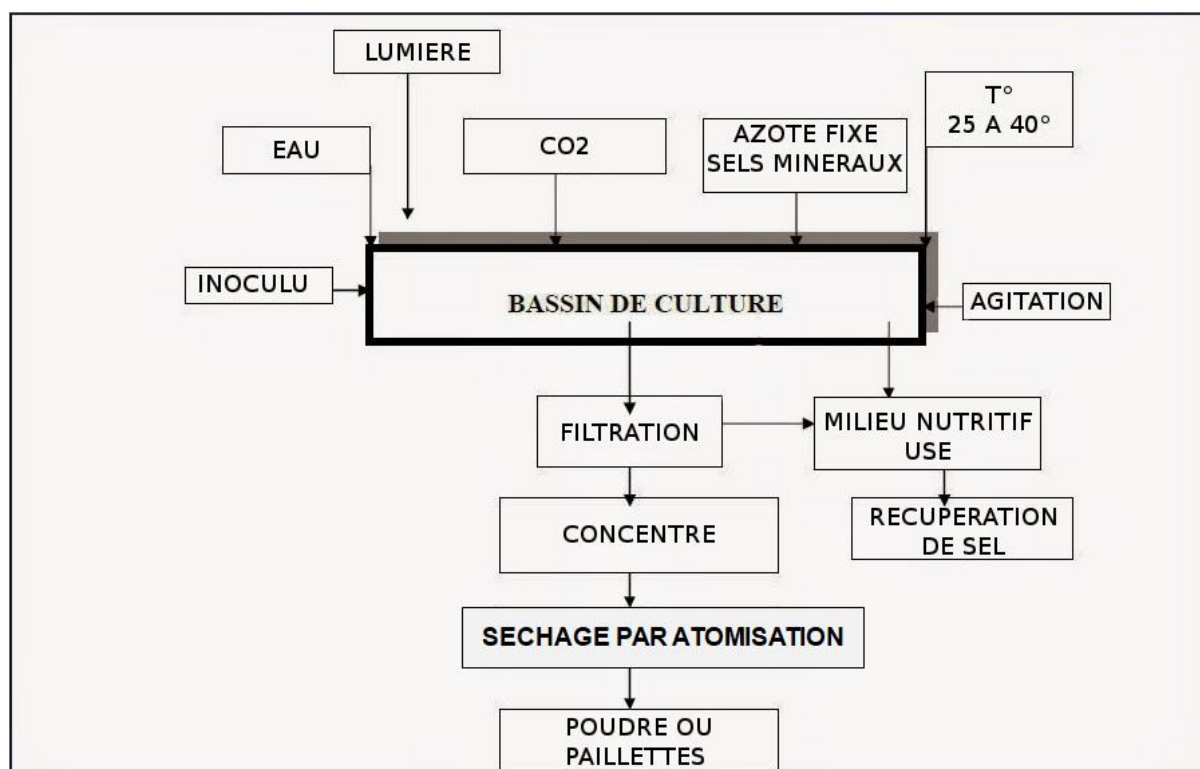 LUMIERE
T°
25 A 40°
EAU
CO2
AZOTE FIXE
SELS MINERAUX
INOCULU
BASSIN DE CULTURE
AGITATION
FILTRATION
MILIEU NUTRITIF
USE
CONCENTRE
RECUPERATION
DE SEL
SECHAGE PAR ATOMISATION
POUDRE OU
PAILLETTES